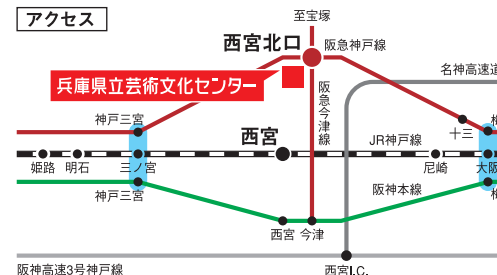 アクセス
至宝塚
西宮北口
阪急神戸線
兵庫県立芸術文化センター
名神高速道
阪急今津線
神戸三宮
十三
西宮
JR神戸線
姫路
明石
三ノ宮
尼崎
大阪
神戸三宮
阪神本線
西宮
今津
阪高速3号神戸線
西宮I.C.